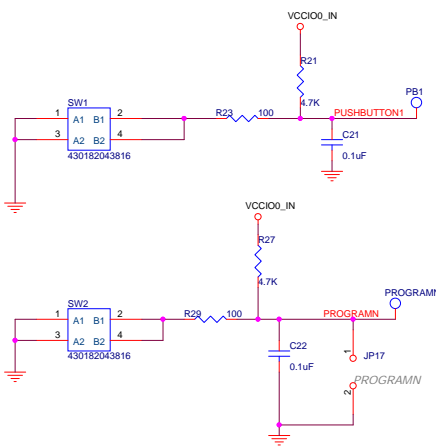 VCCIO0_IN
R21
4.7K
PB1
SW1
1 A1 B1 2
3 A2 B2 4
430182043816
R23 100
PUSHBUTTON1
C21
0.1uF
VCCIO0_IN
R27
4.7K
PROGRAMN
SW2
1 A1 B1 2
3 A2 B2 4
430182043816
R29 100
PROGRAMN
C22
0.1uF
1
JP17
PROGRAMN
2